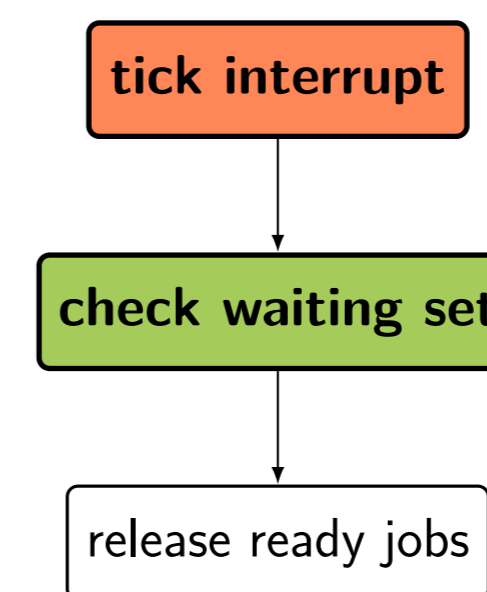 tick interrupt
check waiting set
release ready jobs